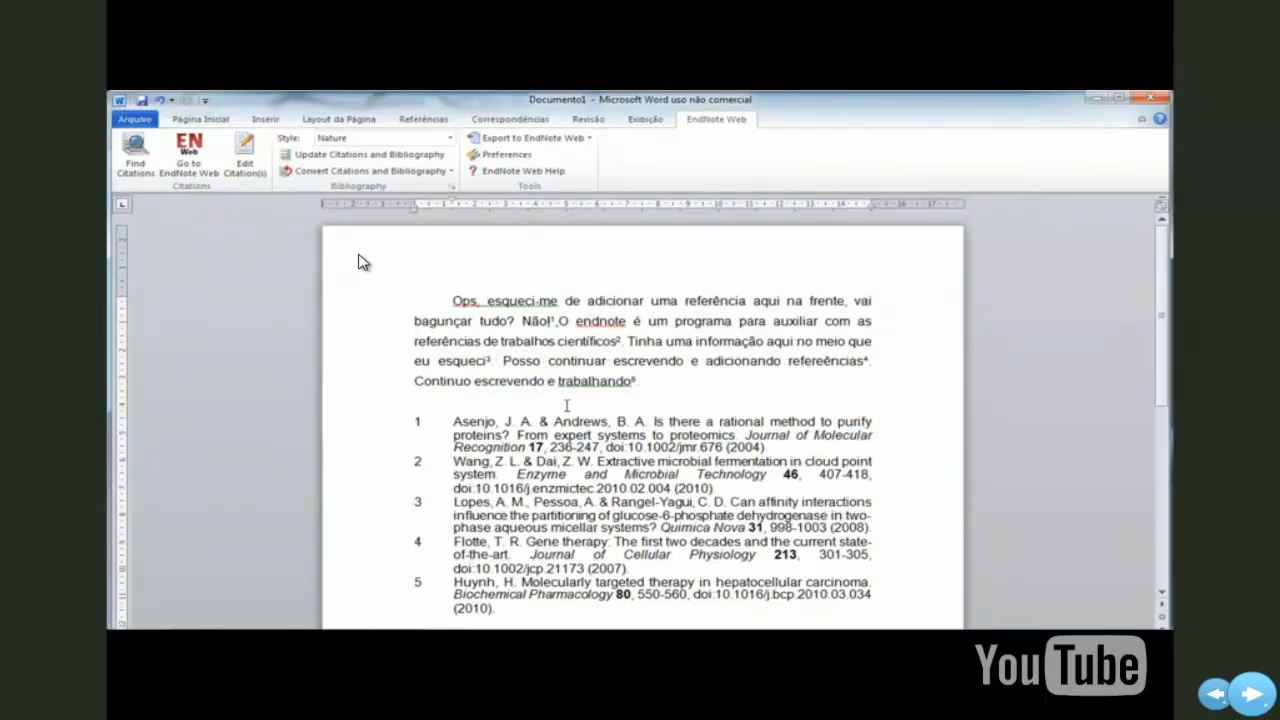 Documento1 - Microsoft Word uso não comercial
Arquivo Página Inicial Inserir Layout da Página Referências Correspondências Revisão Exibição EndNote Web
Find Citations
EN Web
Go to EndNote Web
Edit Citation(s)
Citations
Style: Nature
Update Citations and Bibliography
Convert Citations and Bibliography
Bibliography
Export to EndNote Web
Preferences
EndNote Web Help
Tools
Ops, esqueci-me de adicionar uma referência aqui na frente, vai
bagunçar tudo? Não!¹.O endnote é um programa para auxiliar com as
referências de trabalhos científicos². Tinha uma informação aqui no meio que
eu esqueci³. Posso continuar escrevendo e adicionando refereências⁴.
Continuo escrevendo e trabalhando⁵.
1 Asenjo, J. A. & Andrews, B. A. Is there a rational method to purify
proteins? From expert systems to proteomics. Journal of Molecular
Recognition 17, 236-247, doi:10.1002/jmr.676 (2004).
2 Wang, Z. L. & Dai, Z. W. Extractive microbial fermentation in cloud point
system. Enzyme and Microbial Technology 46, 407-418,
doi:10.1016/j.enzmictec.2010.02.004 (2010).
3 Lopes, A. M., Pessoa, A. & Rangel-Yagui, C. D. Can affinity interactions
influence the partitioning of glucose-6-phosphate dehydrogenase in two-
phase aqueous micellar systems? Quimica Nova 31, 998-1003 (2008).
4 Flotte, T. R. Gene therapy: The first two decades and the current state-
of-the-art. Journal of Cellular Physiology 213, 301-305,
doi:10.1002/jcp.21173 (2007).
5 Huynh, H. Molecularly targeted therapy in hepatocellular carcinoma.
Biochemical Pharmacology 80, 550-560, doi:10.1016/j.bcp.2010.03.034
(2010).
YouTube